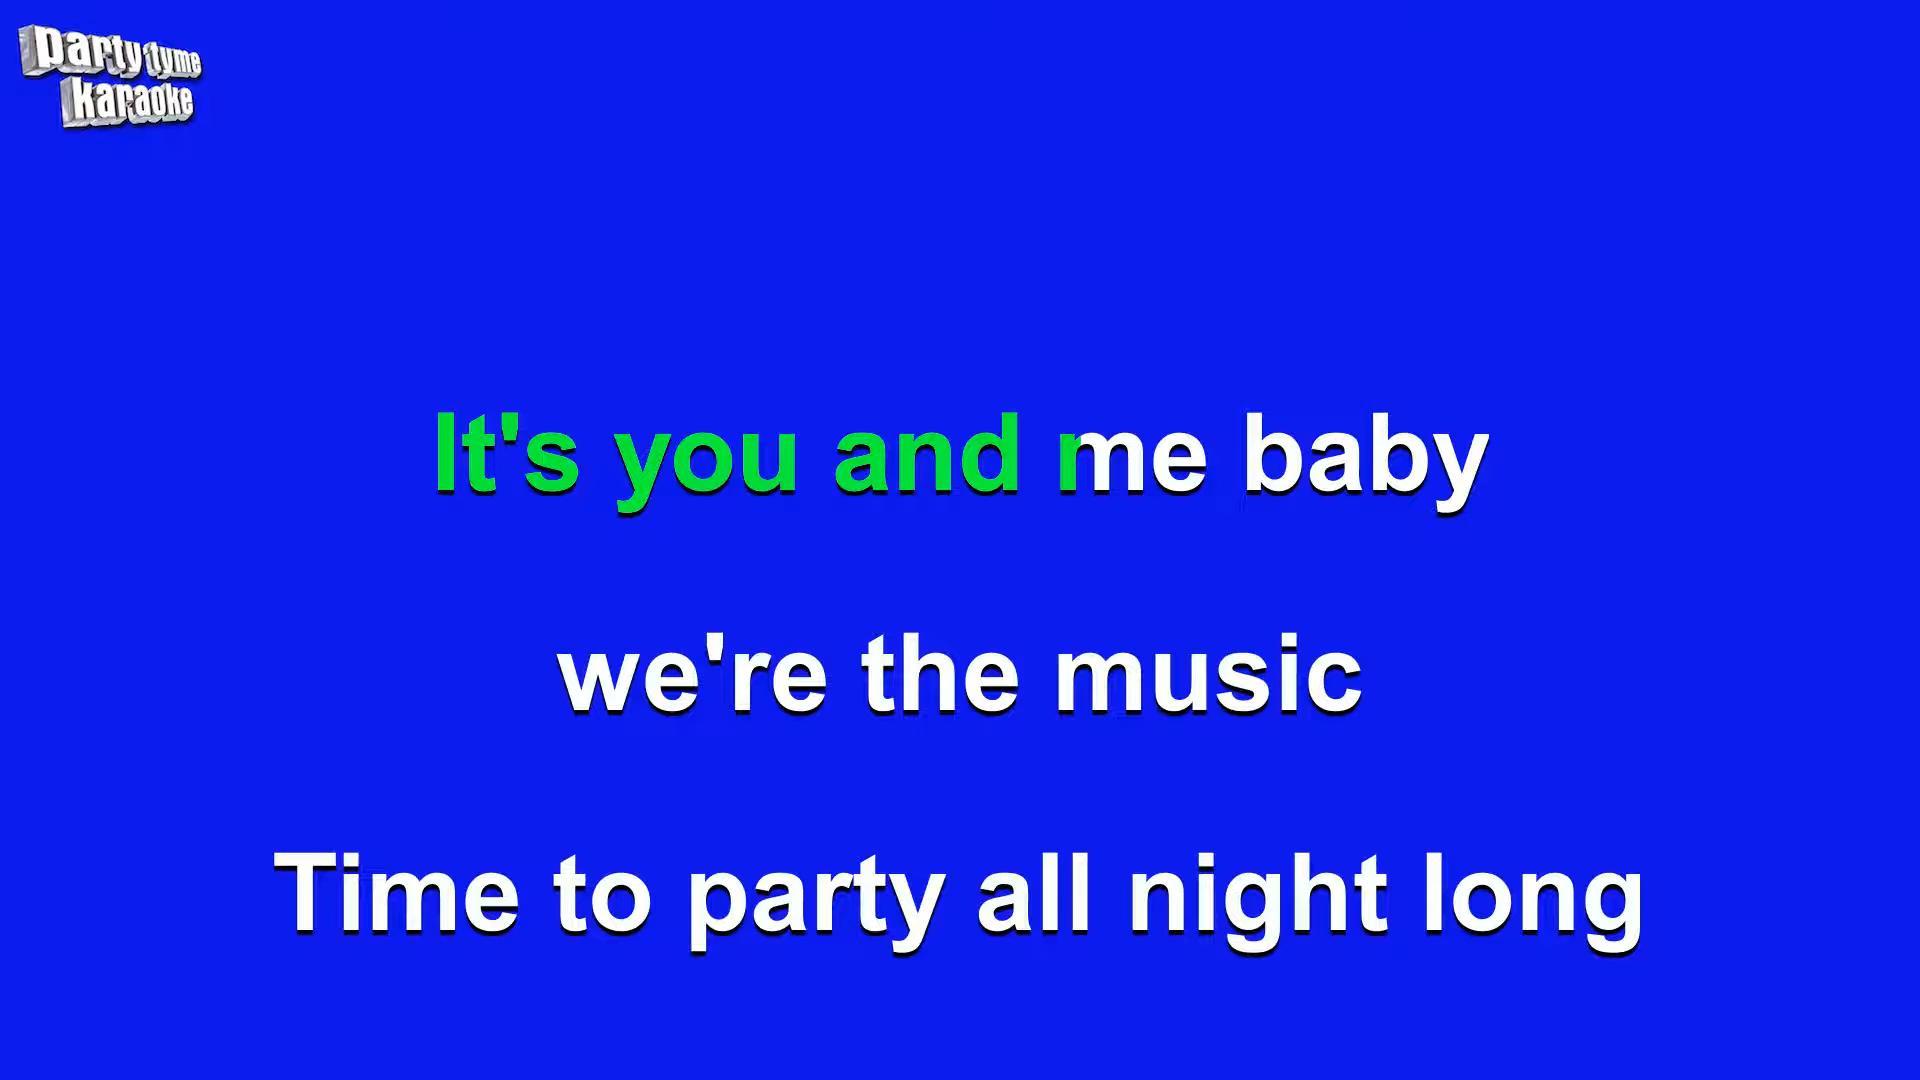 party tyme
karaoke
It's you and me baby
we're the music
Time to party all night long